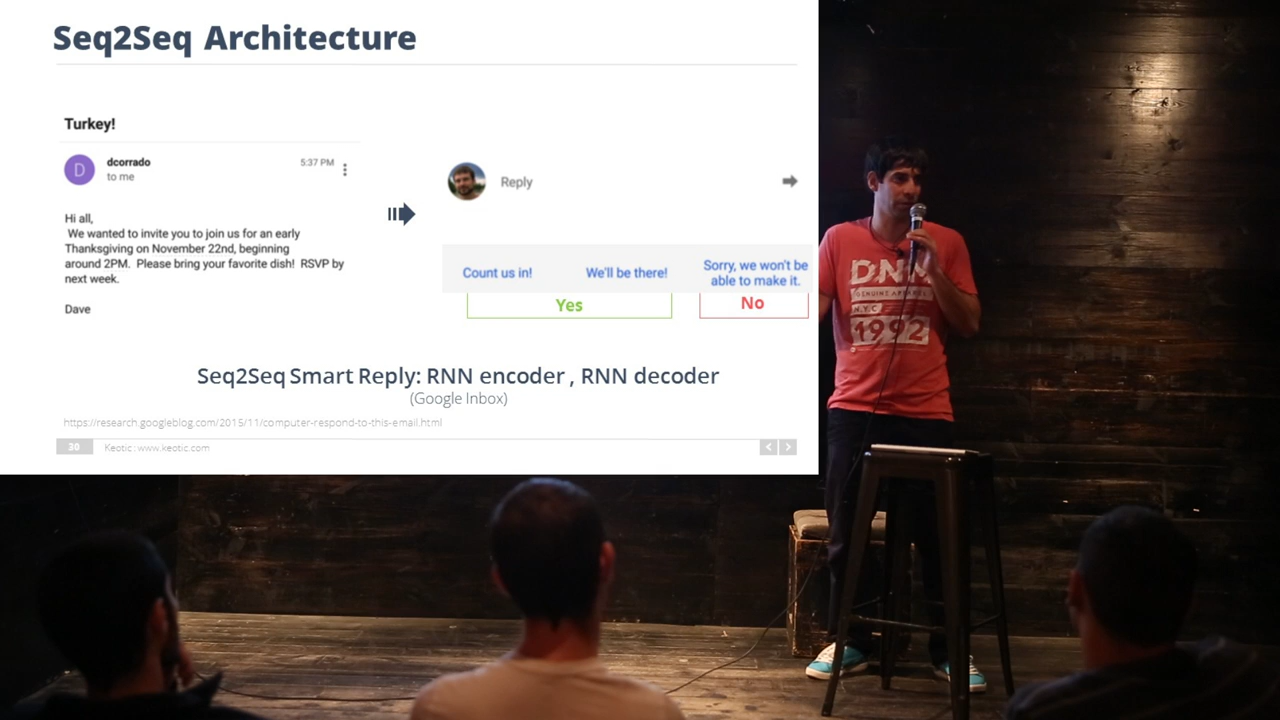 Seq2Seq Architecture
Turkey!
D
dcorrado
5:37 PM
to me
Reply
Hi all,
We wanted to invite you to join us for an early
Thanksgiving on November 22nd, beginning
around 2PM. Please bring your favorite dish! RSVP by
next week.
Dave
Count us in!
We'll be there!
Sorry, we won't be
able to make it.
Yes
No
Seq2Seq Smart Reply: RNN encoder , RNN decoder
(Google Inbox)
https://research.googleblog.com/2015/11/computer-respond-to-this-email.html
30
Keotic : www.keotic.com
DNM
GENUINE APPAREL
N.Y.C
1992